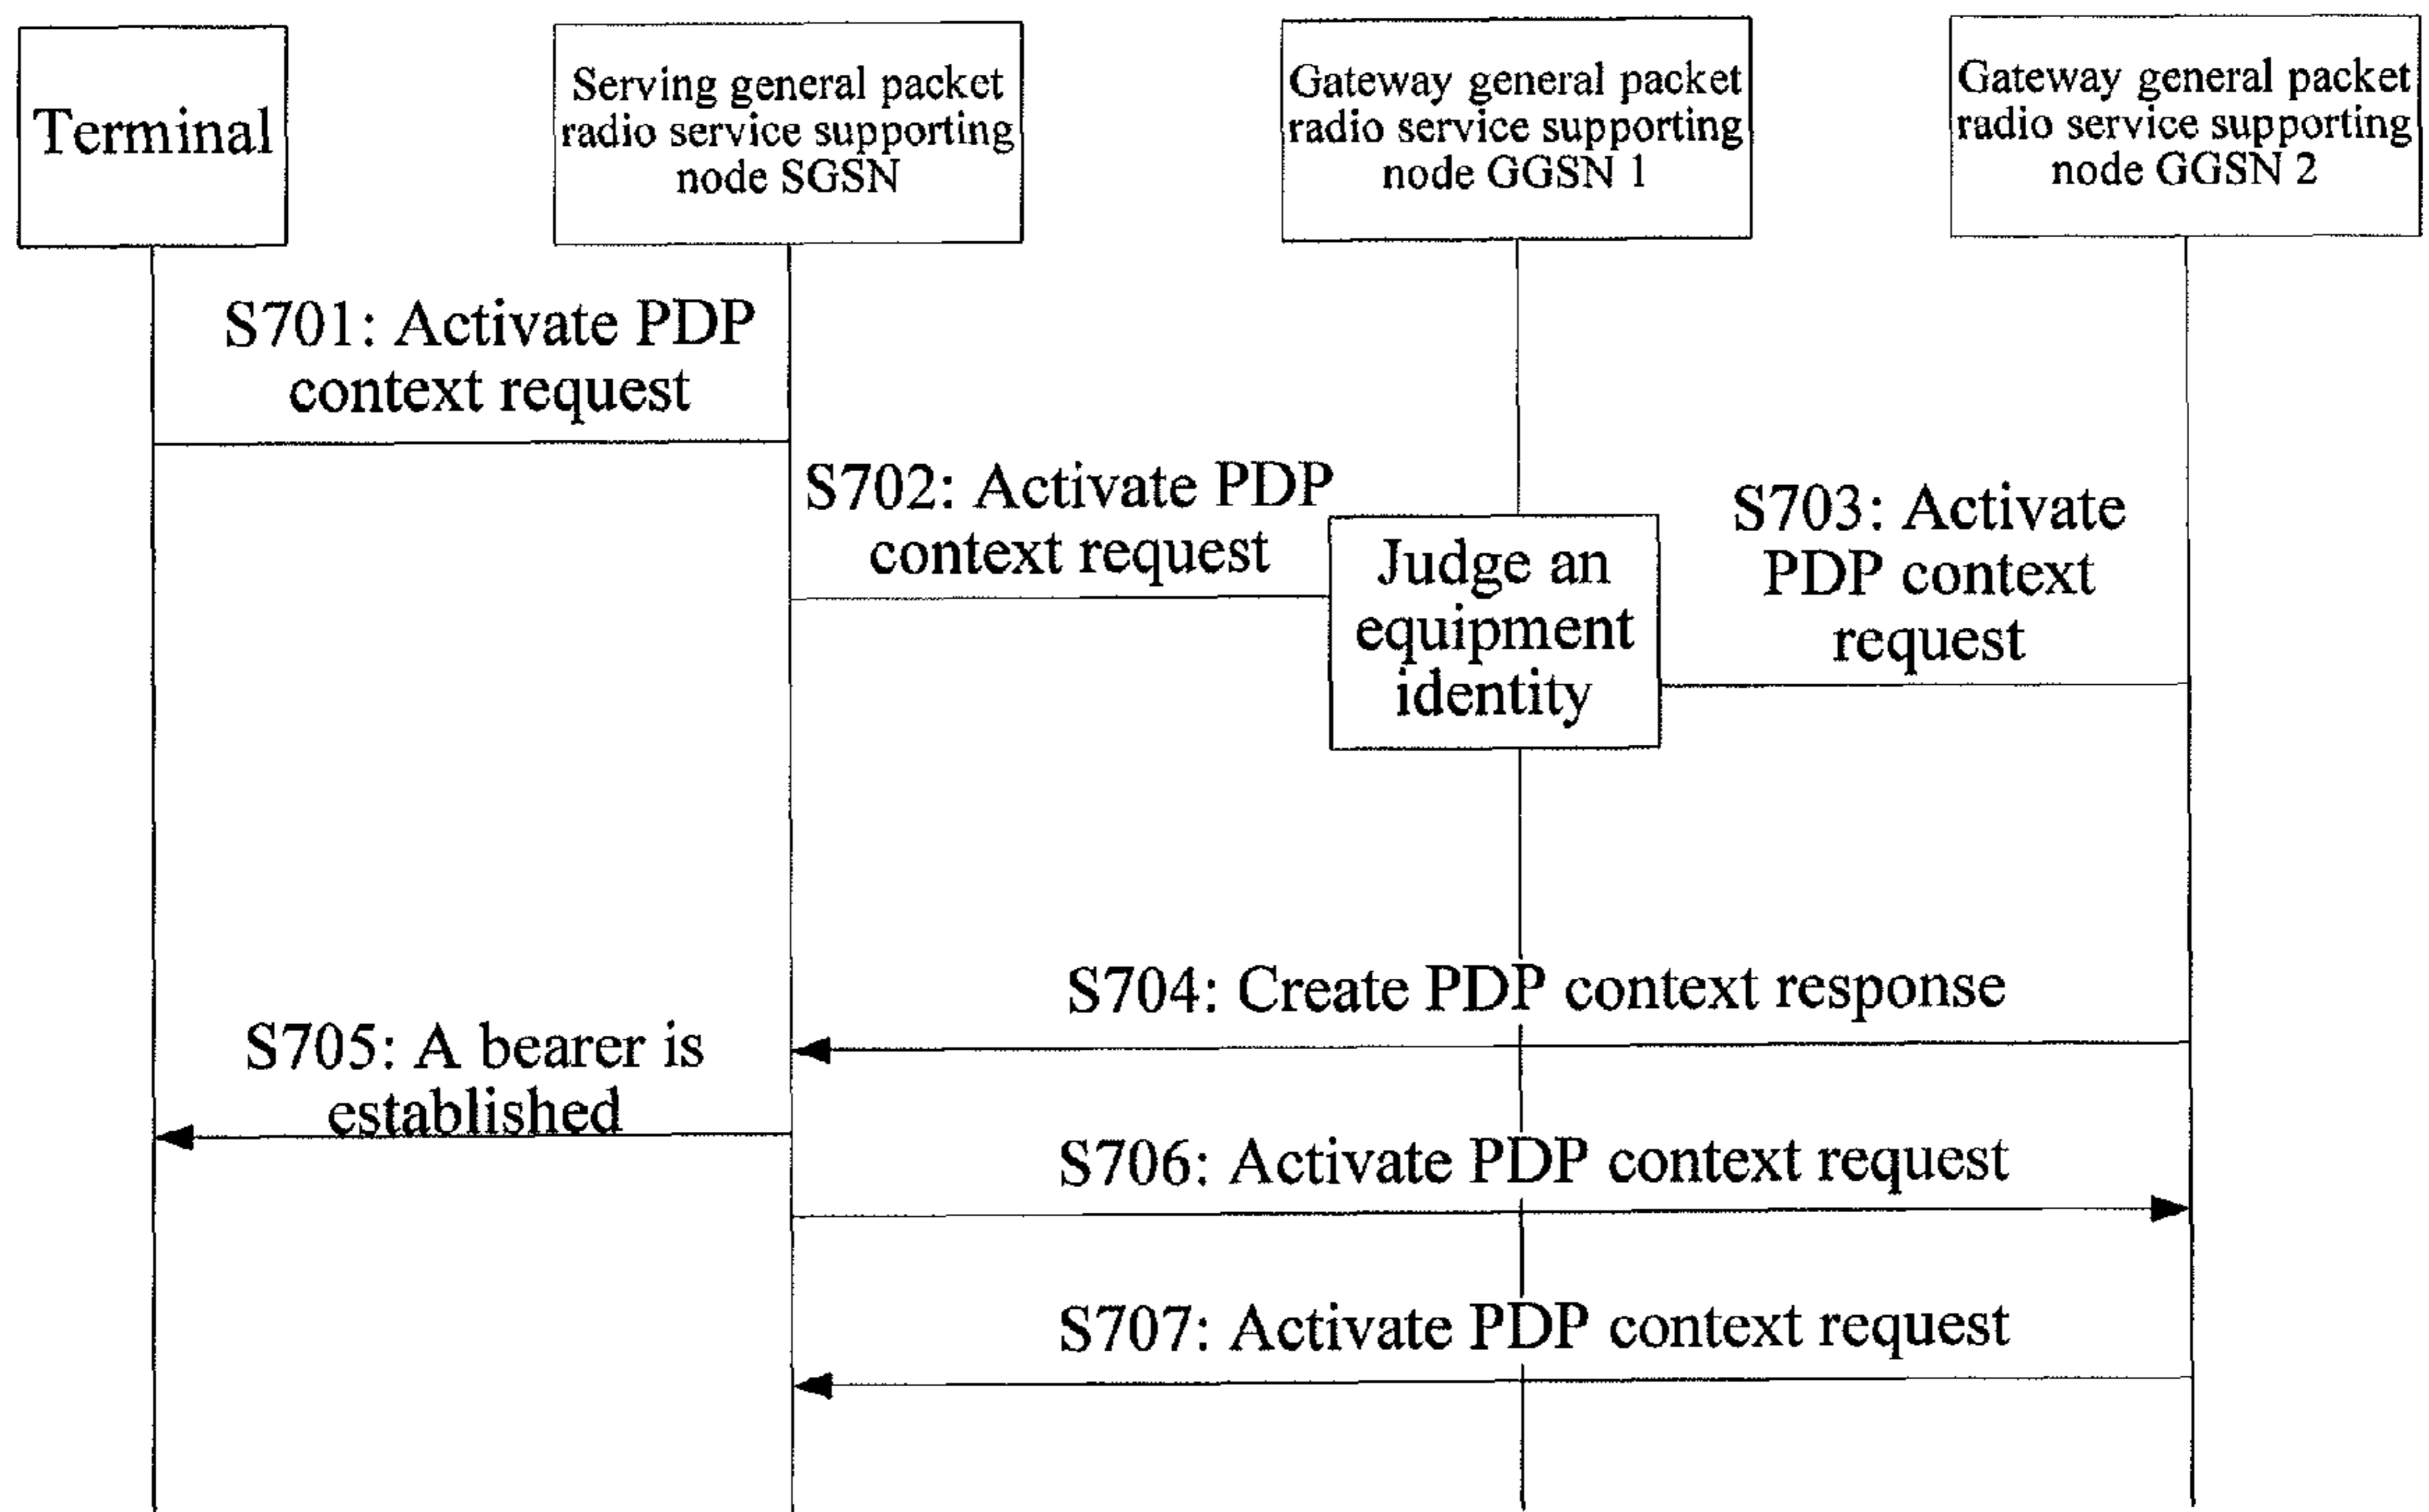 Terminal
Serving general packet
radio service supporting
node SGSN
Gateway general packet
radio service supporting
node GGSN 1
Gateway general packet
radio service supporting
node GGSN 2
S701: Activate PDP
context request
S702: Activate PDP
context request
Judge an
equipment
identity
S703: Activate
PDP context
request
S704: Create PDP context response
S705: A bearer is
established
S706: Activate PDP context request
S707: Activate PDP context request